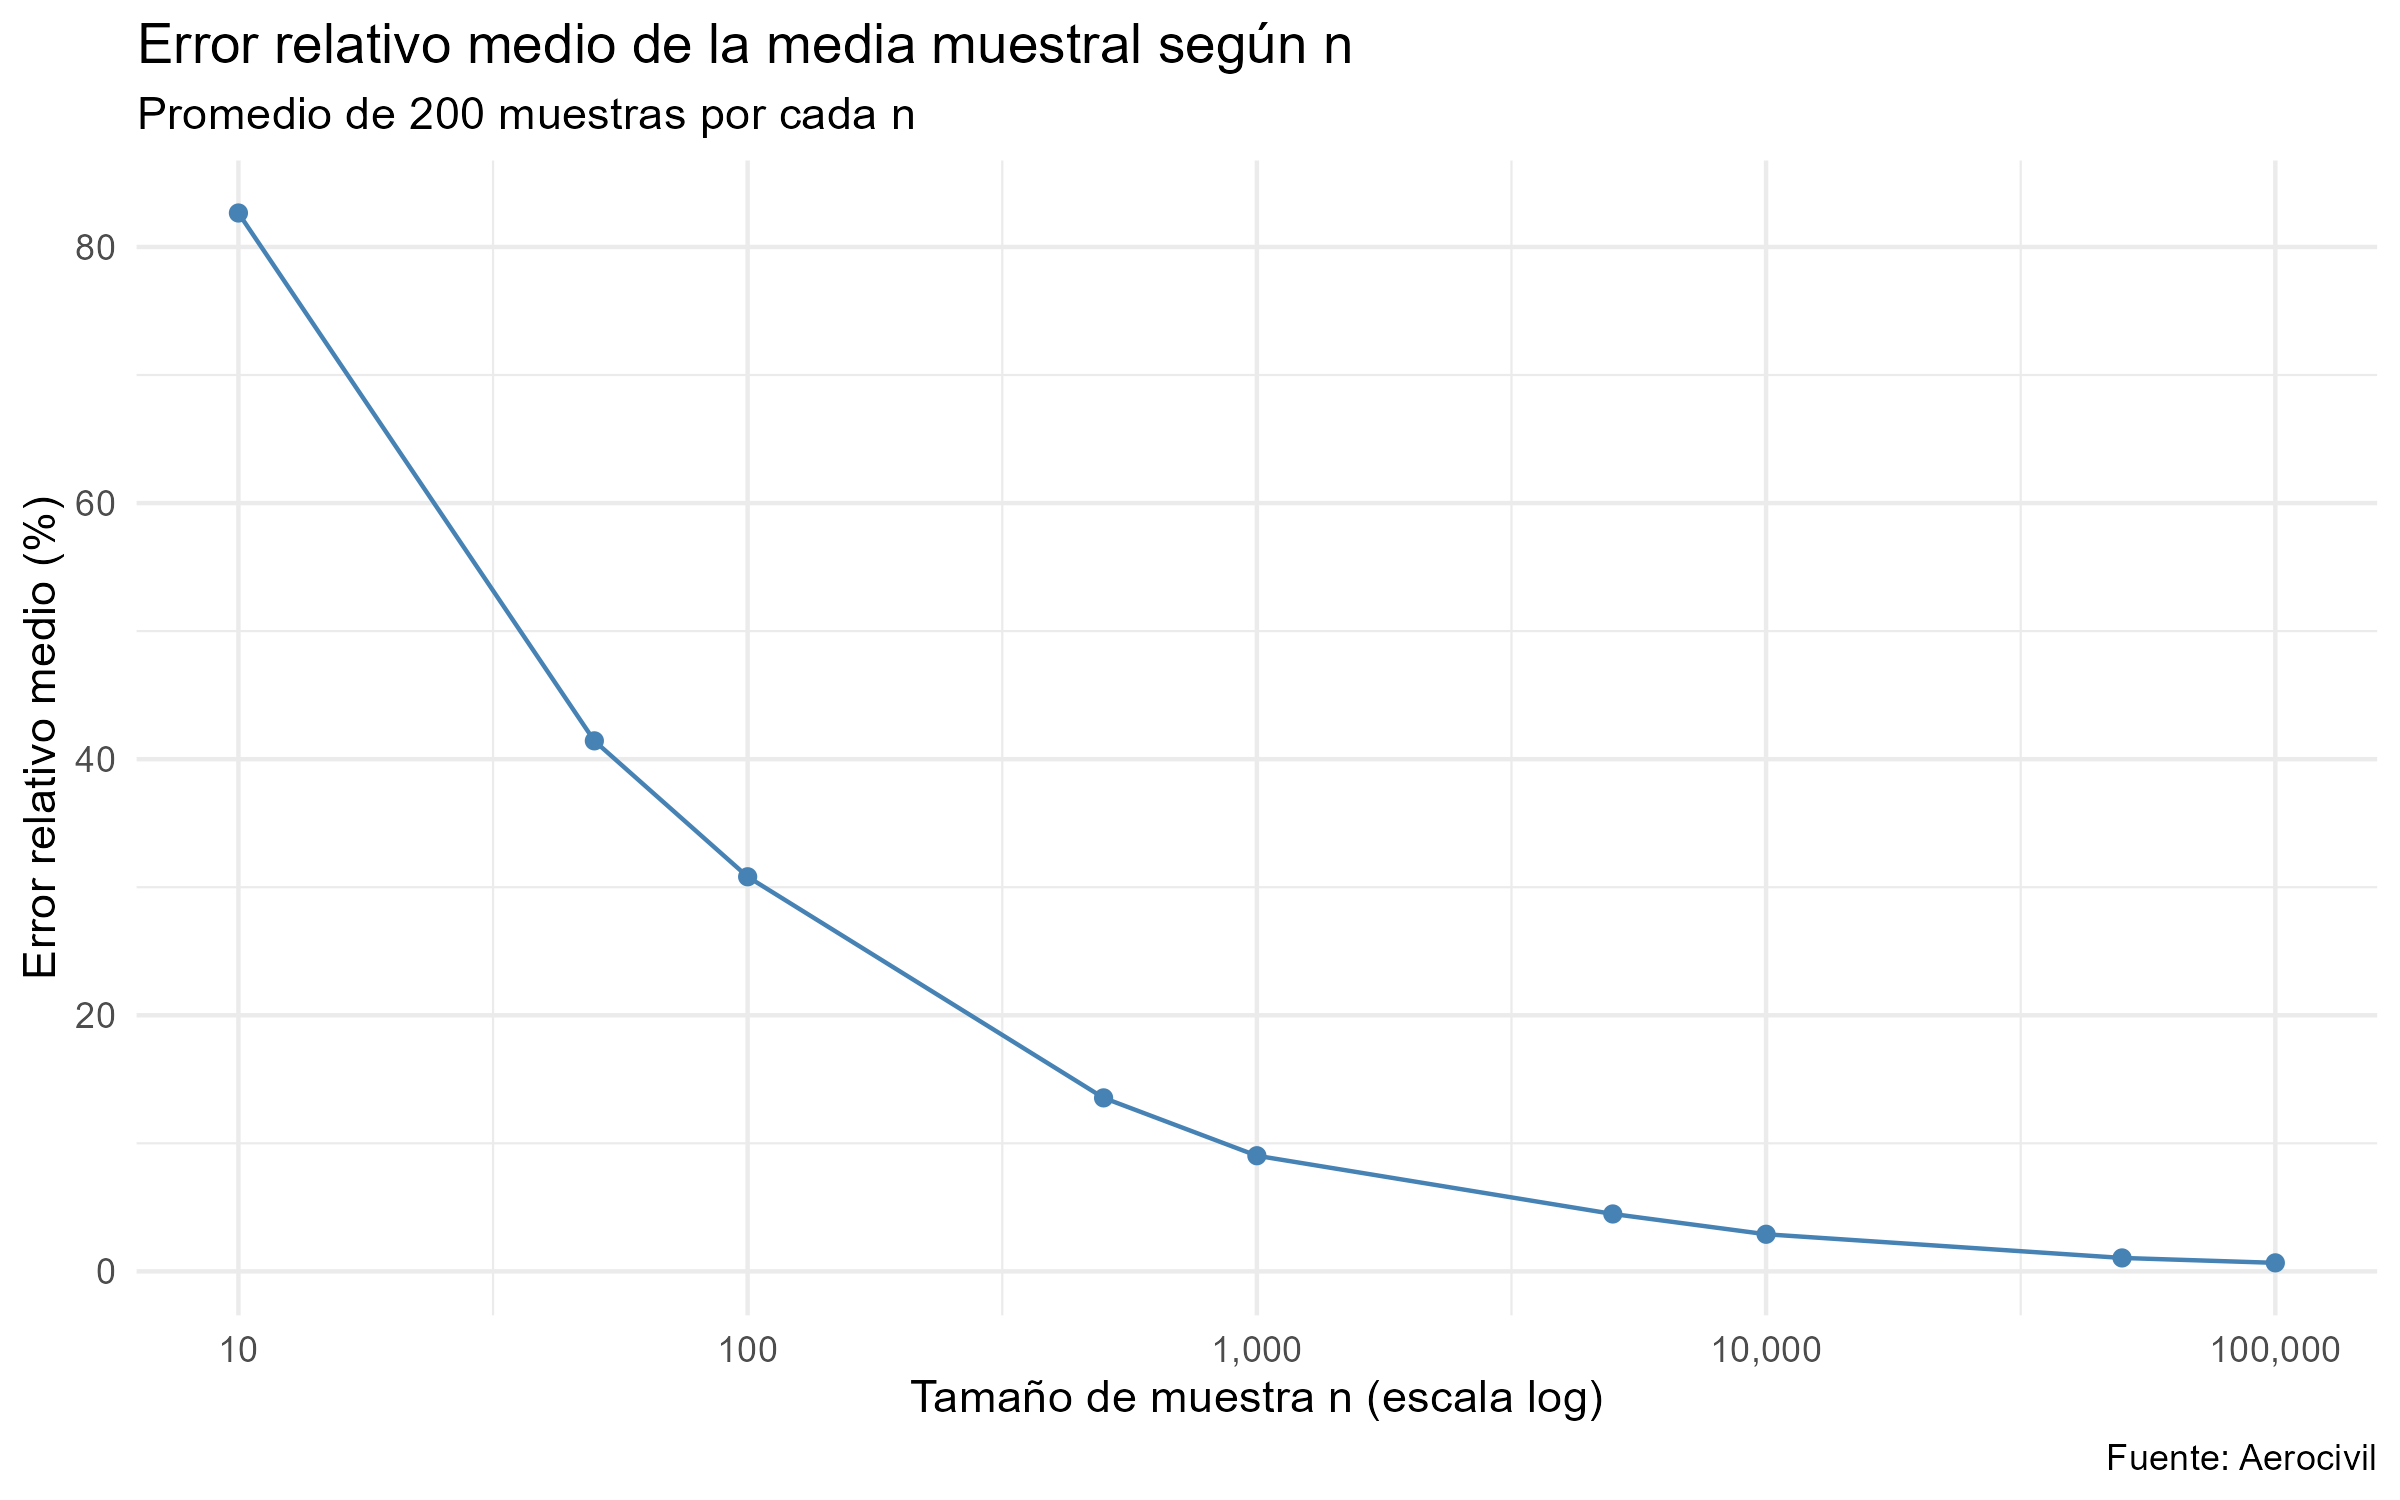 Error relativo medio de la media muestral según n
Promedio de 200 muestras por cada n
Error relativo medio (%)
80
60
40
20
0
10 100 1,000 10,000 100,000
Tamaño de muestra n (escala log)
Fuente: Aerocivil